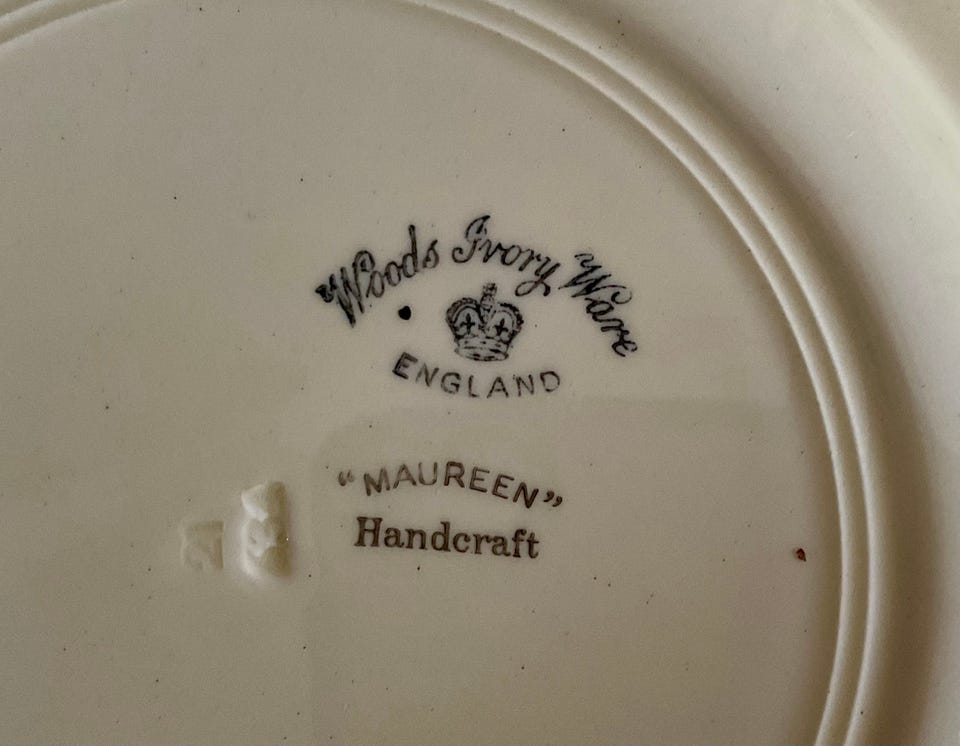 Woods Ivory Ware
ENGLAND
"MAUREEN"
Handcraft